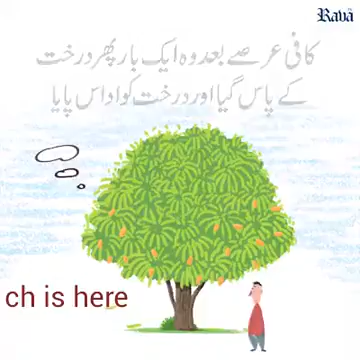 Ravâ
کافی عرصے بعد وہ ایک بار پھر درخت
کے پاس گیا اور درخت کو اداس پایا
ch is here